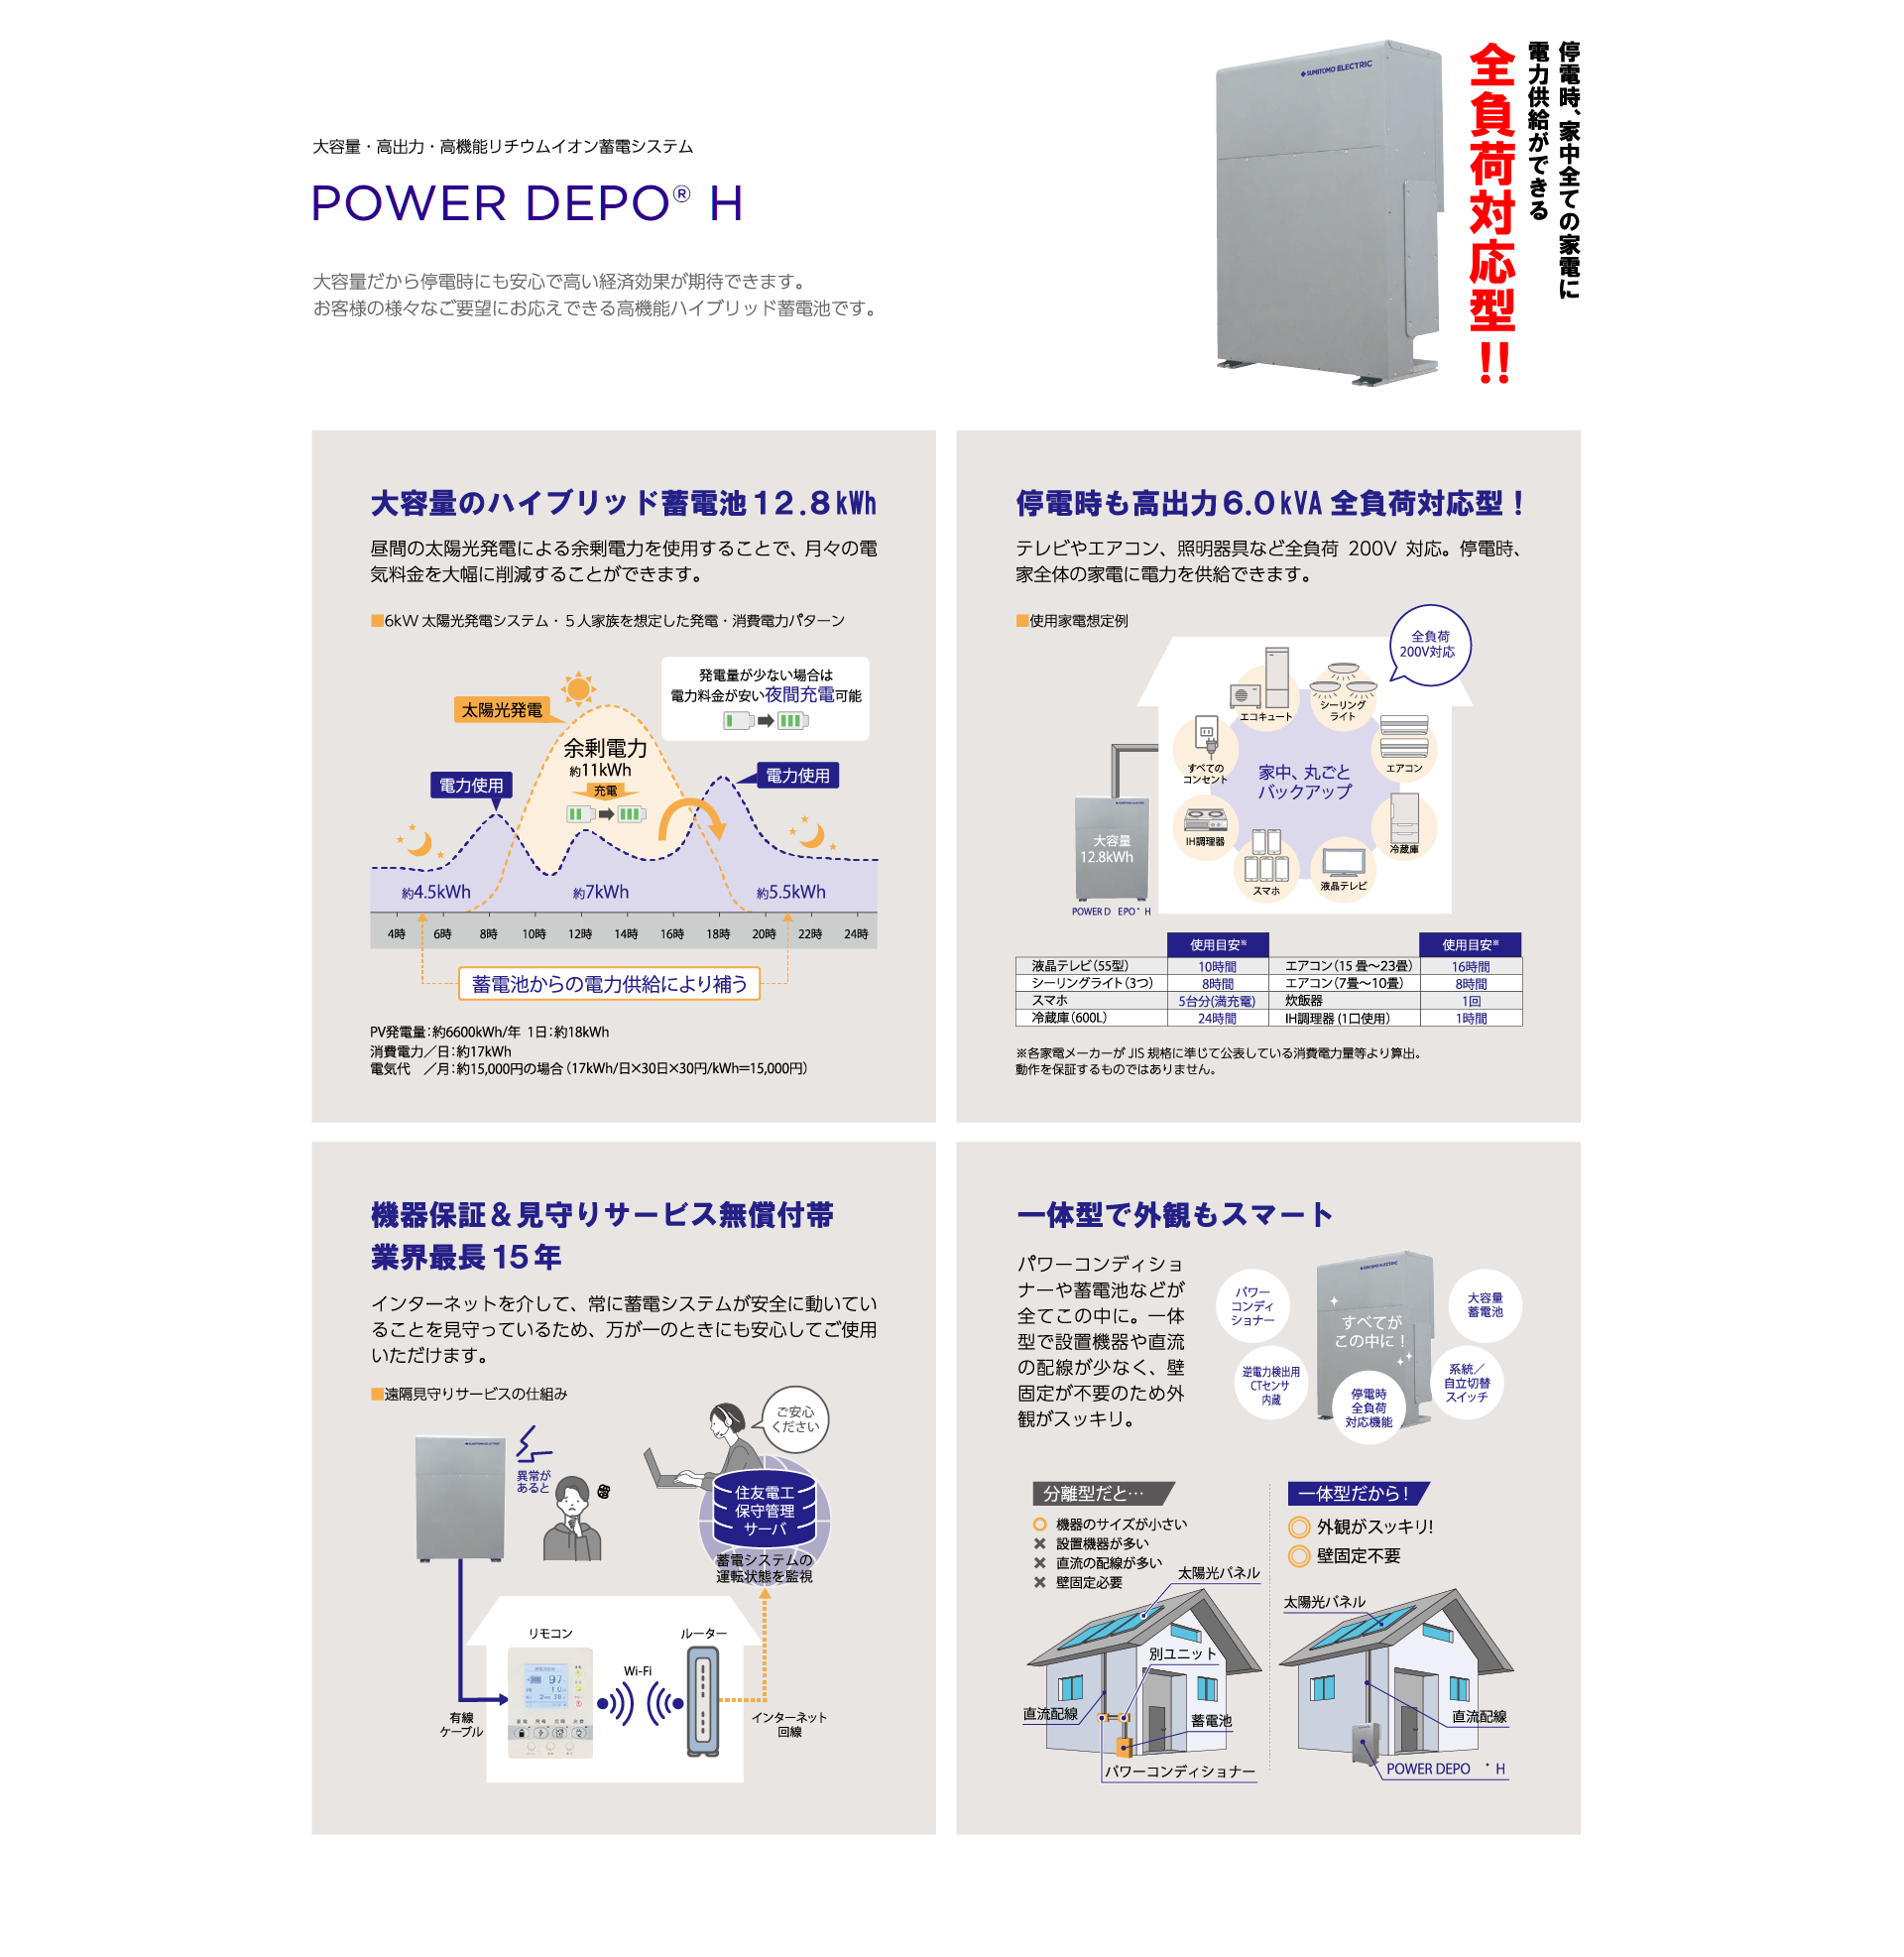 大容量・高出力・高機能リチウムイオン蓄電システム
POWER DEPO® H
大容量だから停電時にも安心で高い経済効果が期待できます。
お客様の様々なご要望にお応えできる高機能ハイブリッド蓄電池です。
SUMITOMO ELECTRIC
停電時、家中全ての家電に
電力供給ができる
全負荷対応型!!
大容量のハイブリッド蓄電池12.8kWh
昼間の太陽光発電による余剰電力を使用することで、月々の電
気料金を大幅に削減することができます。
■6kW 太陽光発電システム・５人家族を想定した発電・消費電力パターン
発電量が少ない場合は
電力料金が安い夜間充電可能
太陽光発電
余剰電力
約11kWh
充電
電力使用
電力使用
約4.5kWh
約7kWh
約5.5kWh
4時 6時 8時 10時 12時 14時 16時 18時 20時 22時 24時
蓄電池からの電力供給により補う
PV発電量：約6600kWh/年 1日：約18kWh
消費電力／日：約17kWh
電気代　／月：約15,000円の場合（17kWh/日×30日×30円/kWh=15,000円）
停電時も高出力6.0kVA 全負荷対応型！
テレビやエアコン、照明器具など全負荷 200V 対応。停電時、
家全体の家電に電力を供給できます。
■使用家電想定例
全負荷
200V対応
エコキュート
シーリング
ライト
すべての
コンセント
エアコン
家中、丸ごと
バックアップ
IH調理器
冷蔵庫
スマホ
液晶テレビ
大容量
12.8kWh
POWER D EPO® H
使用目安※ 使用目安※
液晶テレビ（55型） 10時間 エアコン（15 畳〜23畳） 16時間
シーリングライト（3つ） 8時間 エアコン（7畳〜10畳） 8時間
スマホ 5台分(満充電) 炊飯器 1回
冷蔵庫（600L） 24時間 IH調理器 (1口使用） 1時間
※各家電メーカーが JIS 規格に準じて公表している消費電力量等より算出。
動作を保証するものではありません。
機器保証＆見守りサービス無償付帯
業界最長 15 年
インターネットを介して、常に蓄電システムが安全に動いてい
ることを見守っているため、万が一のときにも安心してご使用
いただけます。
■遠隔見守りサービスの仕組み
SUMITOMO ELECTRIC
異常が
あると
ご安心
ください
住友電工
保守管理
サーバ
蓄電システムの
運転状態を監視
リモコン
Wi-Fi
ルーター
有線
ケーブル
インターネット
回線
一体型で外観もスマート
パワーコンディショ
ナーや蓄電池などが
全てこの中に。一体
型で設置機器や直流
の配線が少なく、壁
固定が不要のため外
観がスッキリ。
SUMITOMO ELECTRIC
パワー
コンディ
ショナー
大容量
蓄電池
すべてが
この中に！
逆電力検出用
CTセンサ
内蔵
停電時
全負荷
対応機能
系統／
自立切替
スイッチ
分離型だと…
機器のサイズが小さい
設置機器が多い
直流の配線が多い
壁固定必要
太陽光パネル
別ユニット
直流配線
蓄電池
パワーコンディショナー
一体型だから！
外観がスッキリ!
壁固定不要
太陽光パネル
直流配線
POWER DEPO ® H